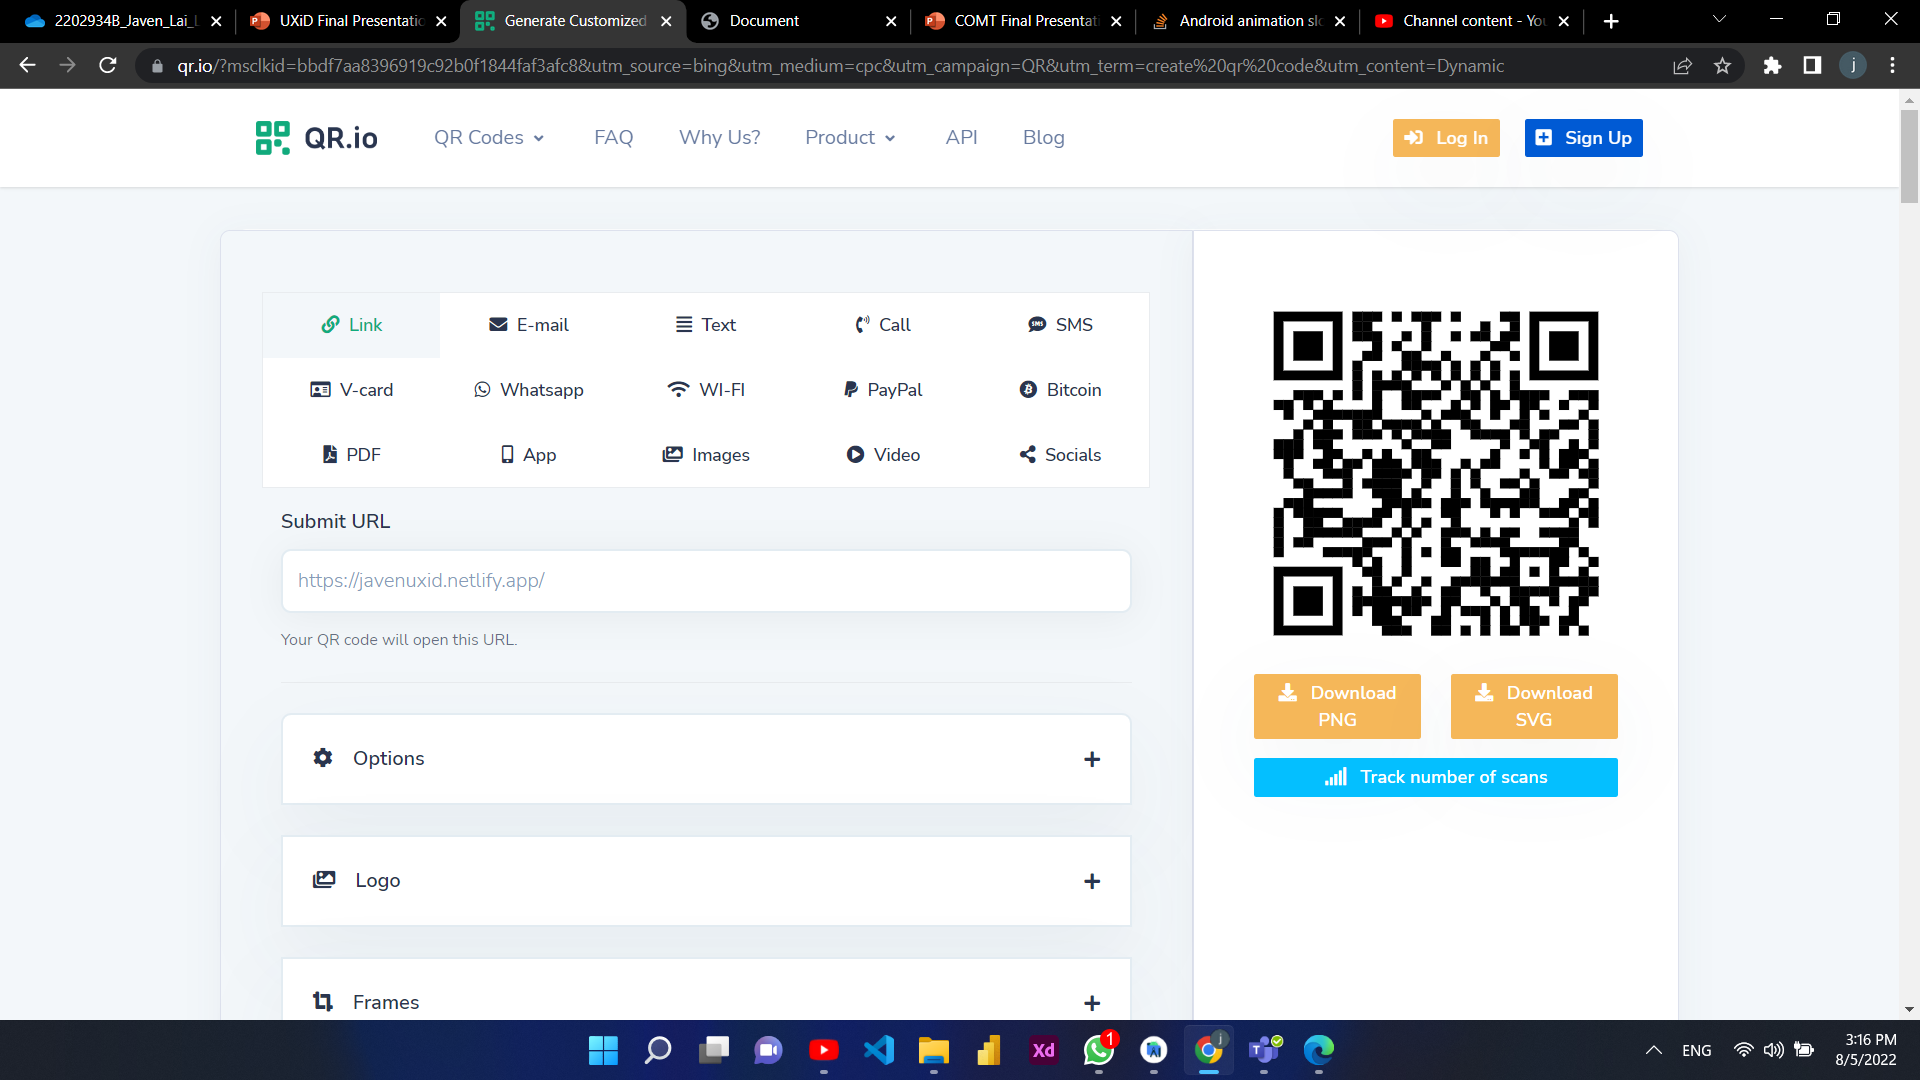 2202934B_Javen_Lai_L
UXiD Final Presentatio
Generate Customized
Document
COMT Final Presentati
Android animation slo
Channel content - You
qr.io/?msclkid=bbdf7aa8396919c92b0f1844faf3afc8&utm_source=bing&utm_medium=cpc&utm_campaign=QR&utm_term=create%20qr%20code&utm_content=Dynamic
j
QR.io
QR Codes
FAQ
Why Us?
Product
API
Blog
Log In
Sign Up
Link
E-mail
Text
Call
SMS
V-card
Whatsapp
WI-FI
PayPal
Bitcoin
PDF
App
Images
Video
Socials
Submit URL
https://javenuxid.netlify.app/
Your QR code will open this URL.
Options
Logo
Frames
Download
PNG
Download
SVG
Track number of scans
Xd
1
j
ENG
3:16 PM
8/5/2022